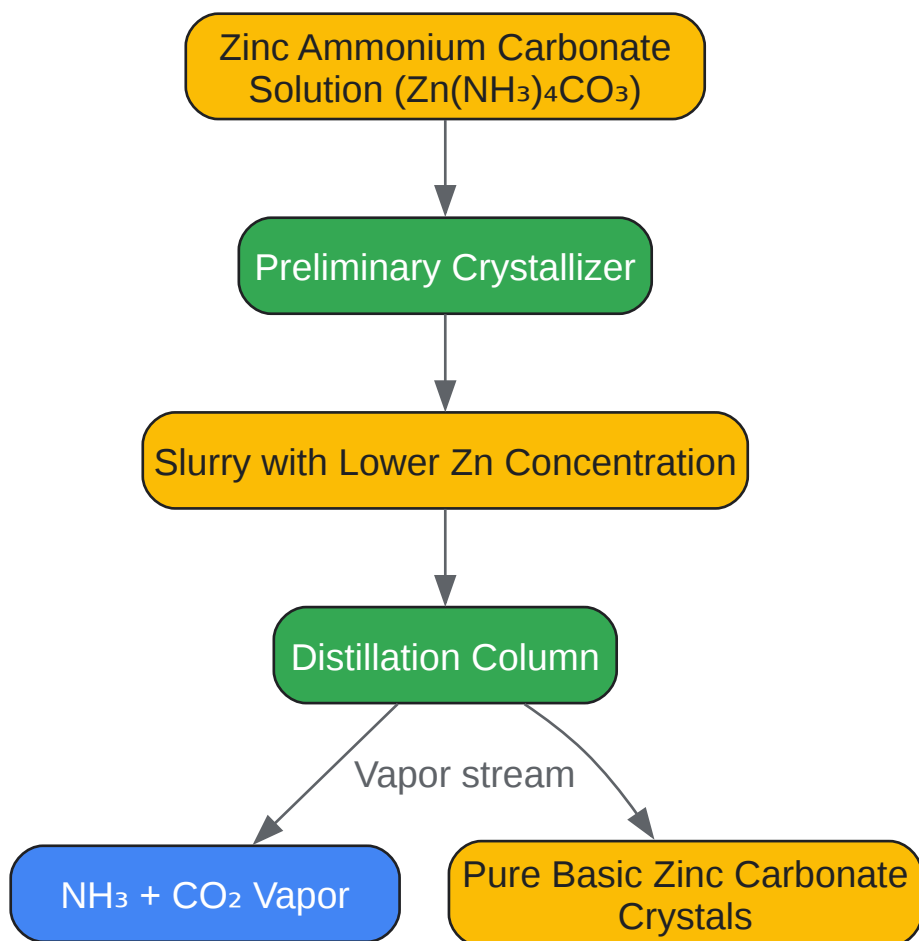 Zinc Ammonium Carbonate
Solution (Zn(NH₃)₄CO₃)
Preliminary Crystallizer
Slurry with Lower Zn Concentration
Distillation Column
Vapor stream
NH₃ + CO₂ Vapor
Pure Basic Zinc Carbonate
Crystals